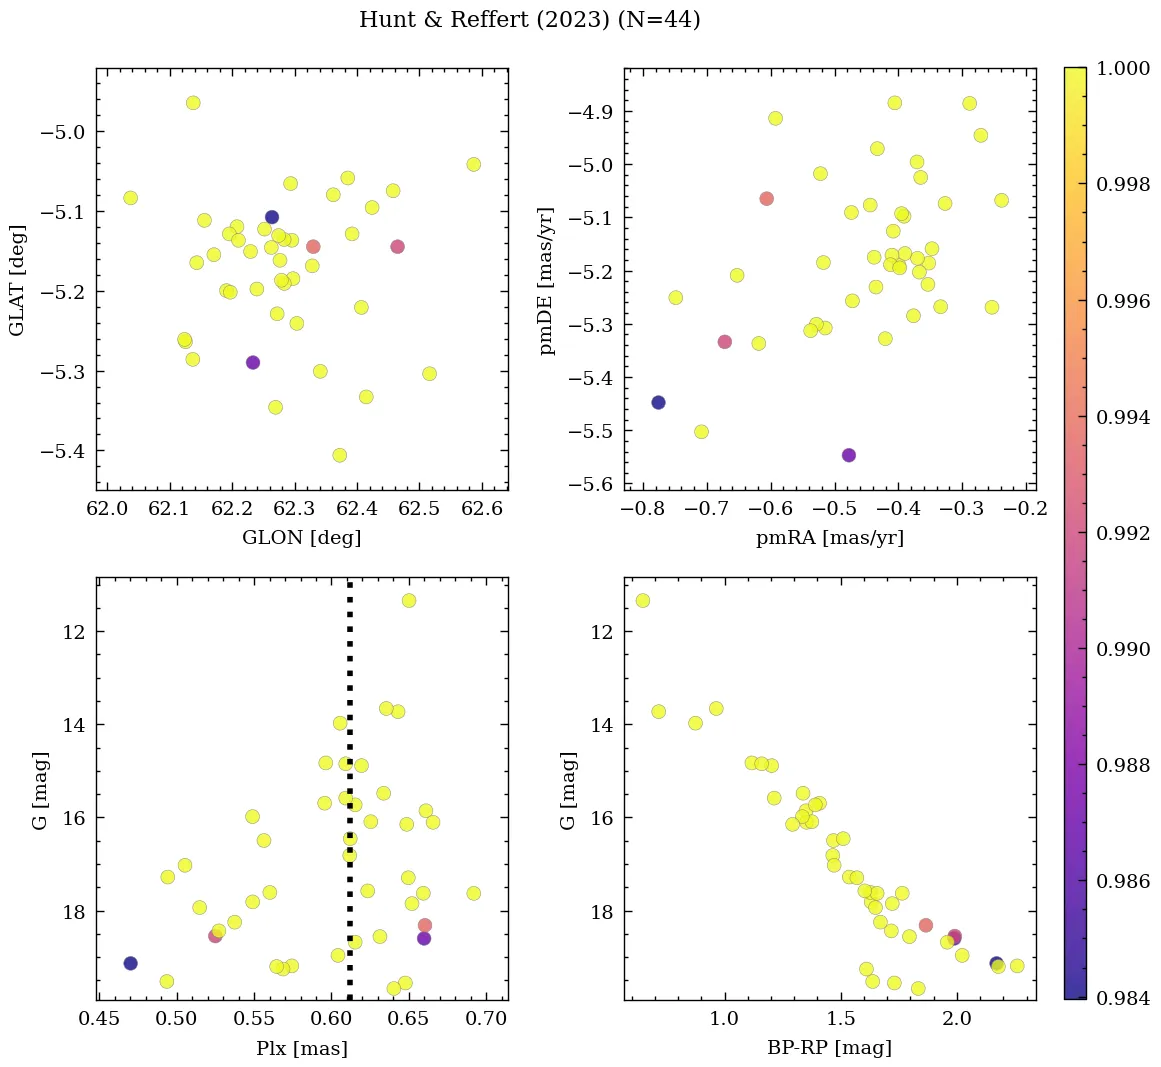 Hunt & Reffert (2023) (N=44)
−5.0
−5.1
−5.2
−5.3
−5.4
GLAT [deg]
62.0 62.1 62.2 62.3 62.4 62.5 62.6
GLON [deg]
−4.9
−5.0
−5.1
−5.2
−5.3
−5.4
−5.5
−5.6
pmDE [mas/yr]
−0.8 −0.7 −0.6 −0.5 −0.4 −0.3 −0.2
pmRA [mas/yr]
12
14
16
18
G [mag]
0.45 0.50 0.55 0.60 0.65 0.70
Plx [mas]
12
14
16
18
G [mag]
1.0 1.5 2.0
BP-RP [mag]
1.000
0.998
0.996
0.994
0.992
0.990
0.988
0.986
0.984